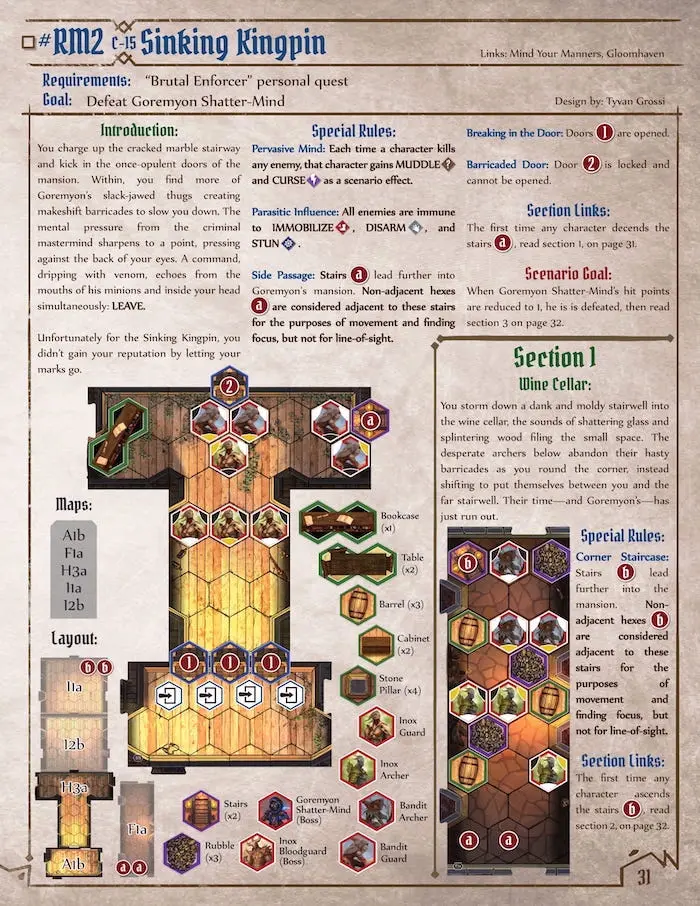 #RM2 C-15 Sinking Kingpin
Links: Mind Your Manners, Gloomhaven
Requirements: "Brutal Enforcer" personal quest
Goal: Defeat Goremyon Shatter-Mind
Design by: Tyvan Grossi
Introduction:
You charge up the cracked marble stairway
and kick in the once-opulent doors of the
mansion. Within, you find more of
Goremyon's slack-jawed thugs creating
makeshift barricades to slow you down. The
mental pressure from the criminal
mastermind sharpens to a point, pressing
against the back of your eyes. A command,
dripping with venom, echoes from the
mouths of his minions and inside your head
simultaneously: LEAVE.
Unfortunately for the Sinking Kingpin, you
didn't gain your reputation by letting your
marks go.
Special Rules:
Pervasive Mind: Each time a character kills
any enemy, that character gains MUDDLE
and CURSE as a scenario effect.
Parasitic Influence: All enemies are immune
to IMMOBILIZE, DISARM, and
STUN.
Side Passage: Stairs a lead further into
Goremyon's mansion. Non-adjacent hexes
a are considered adjacent to these stairs
for the purposes of movement and finding
focus, but not for line-of-sight.
Breaking in the Door: Doors 1 are opened.
Barricaded Door: Door 2 is locked and
cannot be opened.
Section Links:
The first time any character decends the
stairs a, read section 1, on page 31.
Scenario Goal:
When Goremyon Shatter-Mind's hit points
are reduced to 1, he is is defeated, then read
section 3 on page 32.
Section 1
Wine Cellar:
You storm down a dank and moldy stairwell into
the wine cellar, the sounds of shattering glass and
splintering wood filing the small space. The
desperate archers below abandon their hasty
barricades as you round the corner, instead
shifting to put themselves between you and the
far stairwell. Their time—and Goremyon's—has
just run out.
Special Rules:
Corner Staircase:
Stairs b lead
further into the
mansion. Non-
adjacent hexes b
are considered
adjacent to these
stairs for the
purposes of
movement and
finding focus, but
not for line-of-sight.
Section Links:
The first time any
character ascends
the stairs b, read
section 2, on page 32.
2
a
1
1
1
Maps:
A1b
F1a
H3a
I1a
I2b
Layout:
b b
I1a
I2b
H3a
A1b
F1a
a a
Bookcase
(x1)
Table
(x2)
Barrel (x3)
Cabinet
(x2)
Stone
Pillar (x4)
Inox
Guard
Inox
Archer
Bandit
Archer
Bandit
Guard
Stairs
(x2)
Goremyon
Shatter-Mind
(Boss)
Rubble
(x3)
Inox
Bloodguard
(Boss)
b
a
a
31